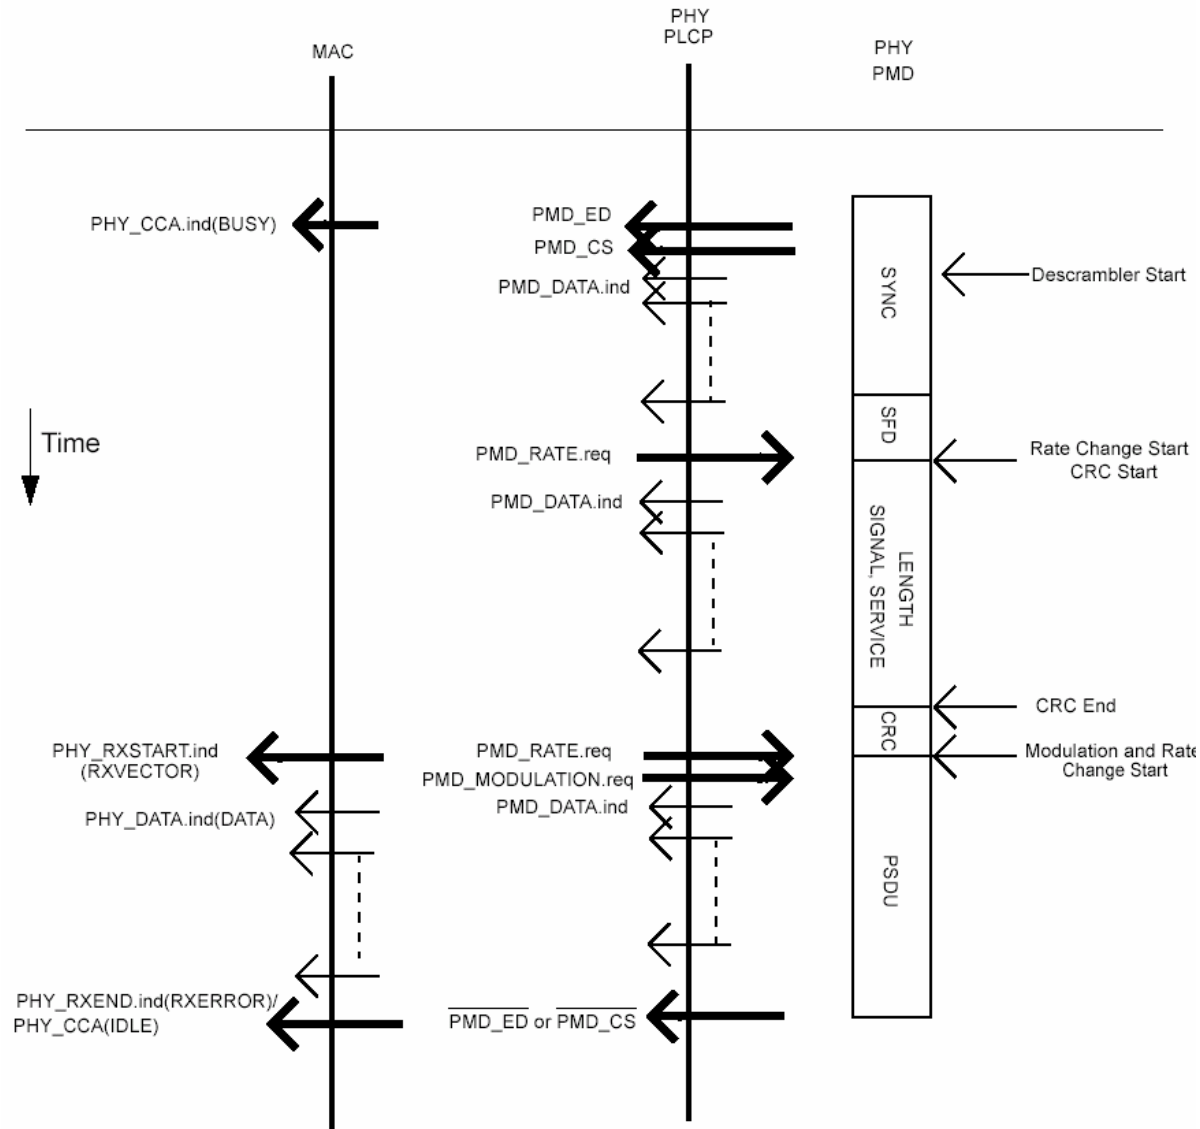 MAC
PHY
PLCP
PHY
PMD
PHY_CCA.ind(BUSY)
PMD_ED
PMD_CS
PMD_DATA.ind
SYNC
Descrambler Start
Time
SFD
PMD_RATE.req
Rate Change Start
CRC Start
PMD_DATA.ind
LENGTH
SIGNAL, SERVICE
CRC End
CRC
PHY_RXSTART.ind
(RXVECTOR)
PMD_RATE.req
PMD_MODULATION.req
Modulation and Rate
Change Start
PHY_DATA.ind(DATA)
PMD_DATA.ind
PSDU
PHY_RXEND.ind(RXERROR)/
PHY_CCA(IDLE)
PMD_ED or PMD_CS